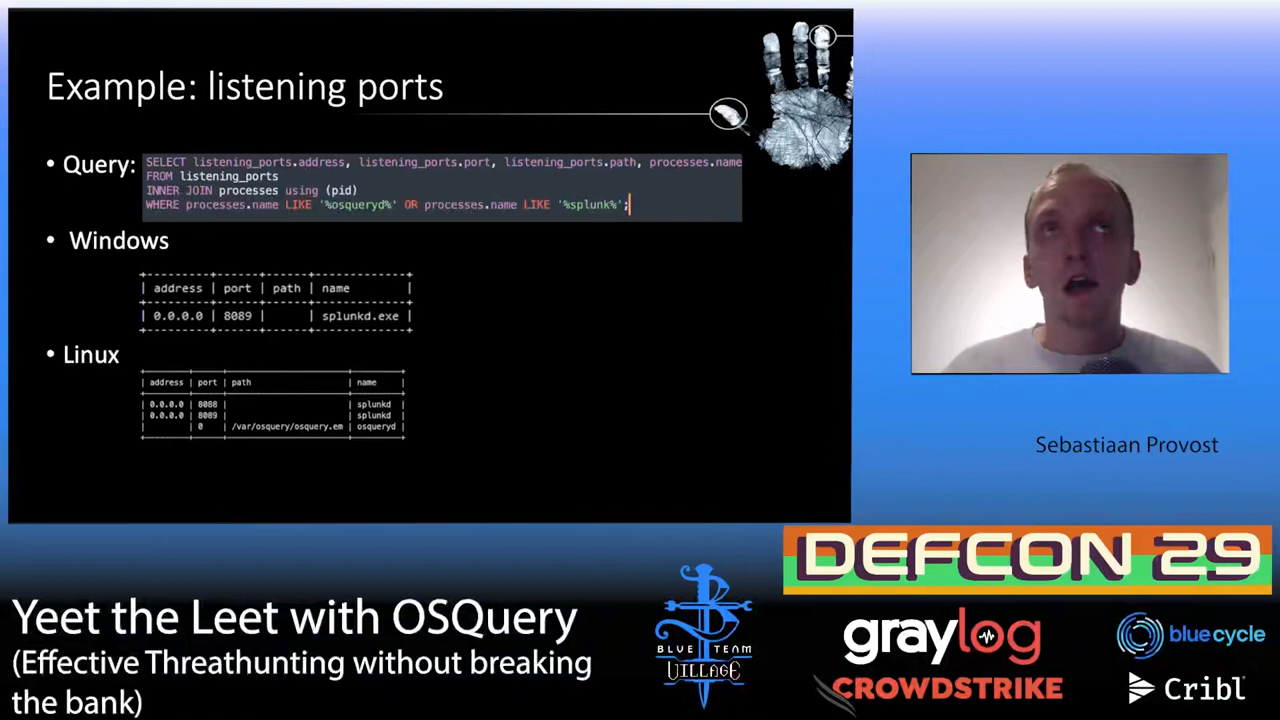 Example: listening ports
• Query:
SELECT listening_ports.address, listening_ports.port, listening_ports.path, processes.name
FROM listening_ports
INNER JOIN processes using (pid)
WHERE processes.name LIKE '%osqueryd%' OR processes.name LIKE '%splunk%';
• Windows
| address | port | path | name |
| 0.0.0.0 | 8089 | | splunkd.exe |
• Linux
| address | port | path | name |
| 0.0.0.0 | 8088 | | splunkd |
| 0.0.0.0 | 8089 | | splunkd |
| | 0 | /var/osquery/osquery.em | osqueryd |
Sebastiaan Provost
DEFCON 29
Yeet the Leet with OSQuery
(Effective Threathunting without breaking
the bank)
BLUE TEAM
VILLAGE
graylog
blue cycle
CROWDSTRIKE
Cribl